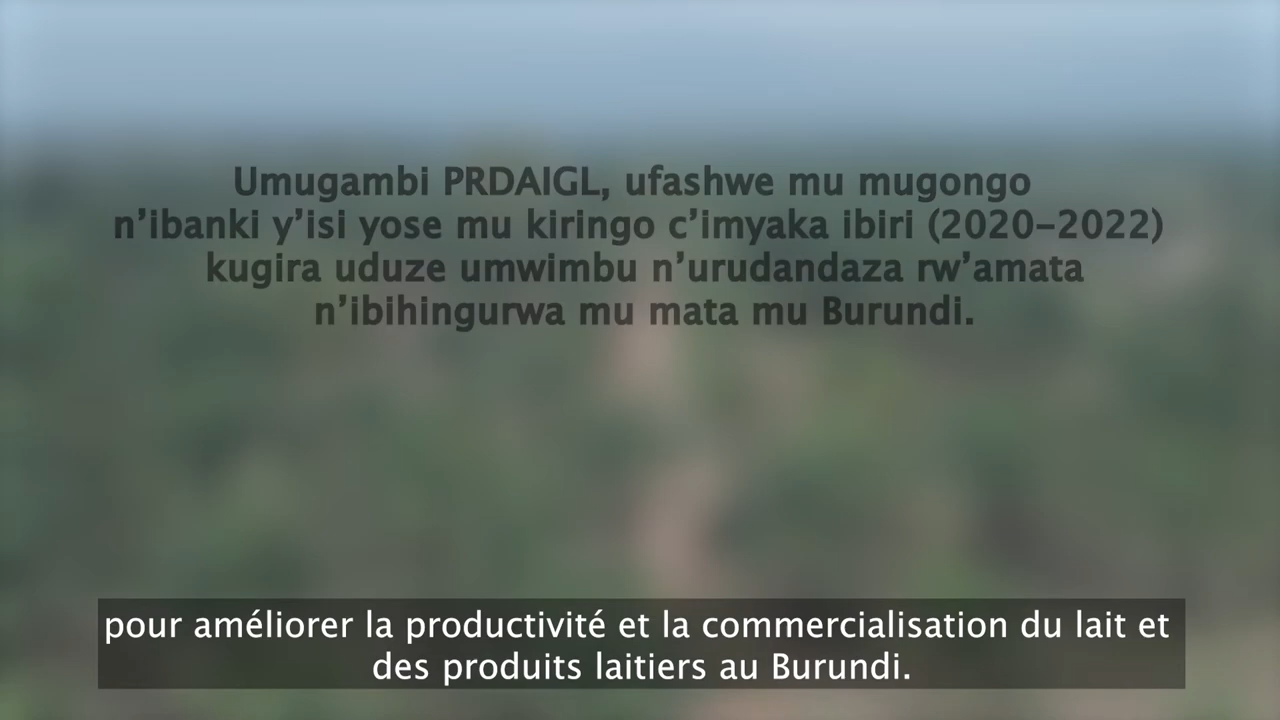 Umugambi PRDAIGL, ufashwe mu mugongo
n’ibanki y’isi yose mu kiringo c’imyaka ibiri (2020-2022)
kugira uduze umwimbu n’urudandaza rw’amata
n’ibihingurwa mu mata mu Burundi.
pour améliorer la productivité et la commercialisation du lait et
des produits laitiers au Burundi.